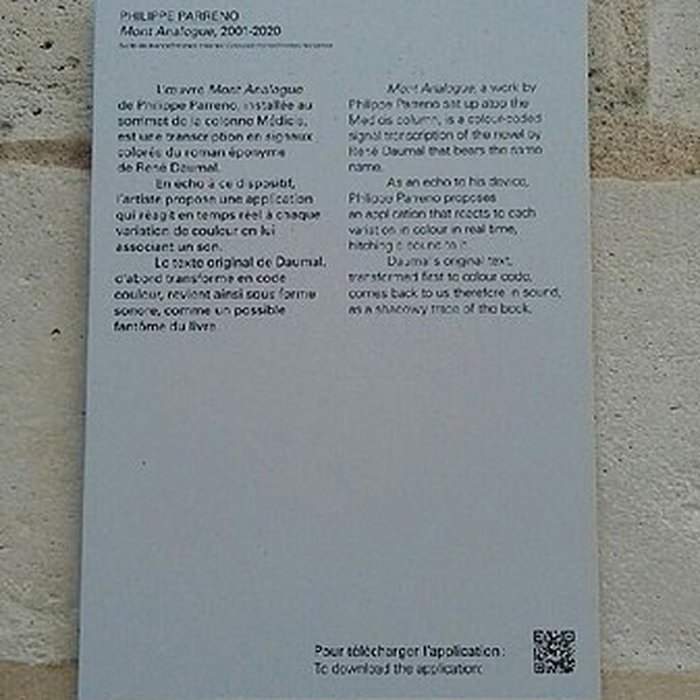 PHILIPPE PARRENO
Mont Analogue, 2001-2020
L'œuvre Mont Analogue
de Philippe Parreno, installée au
sommet de la colonne Médicis,
est une transcription en signaux
colorés du roman éponyme
de René Daumal.
En écho à ce dispositif,
l'artiste propose une application
qui réagit en temps réel à chaque
variation de couleur en lui
associant un son.
Le texte original de Daumal,
d'abord transformé en code
couleur, revient ainsi sous forme
sonore, comme un possible
fantôme du livre.
Mont Analogue, a work by
Philippe Parreno set up atop the
Medicis column, is a colour-coded
signal transcription of the novel by
René Daumal that bears the same
name.
As an echo to his device,
Philippe Parreno proposes
an application that reacts to each
variation in colour in real time,
hitching a sound to it.
Daumal's original text,
transformed first to colour code,
comes back to us therefore in sound,
as a shadowy trace of the book.
Pour télécharger l'application :
To download the application: